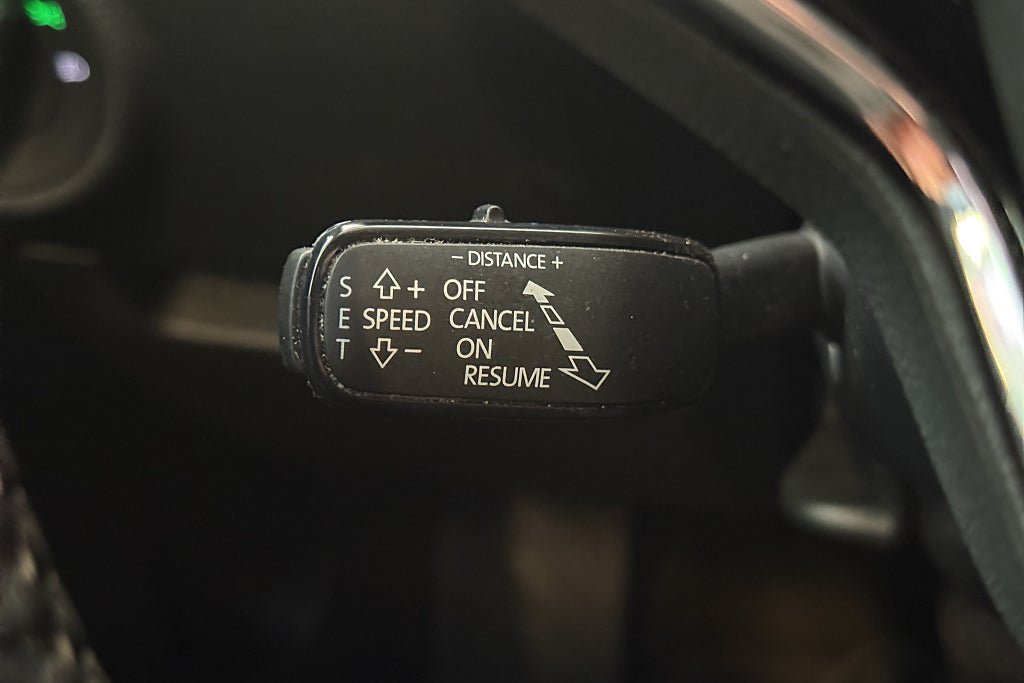 − DISTANCE +
S + OFF
E SPEED CANCEL
T − ON
RESUME